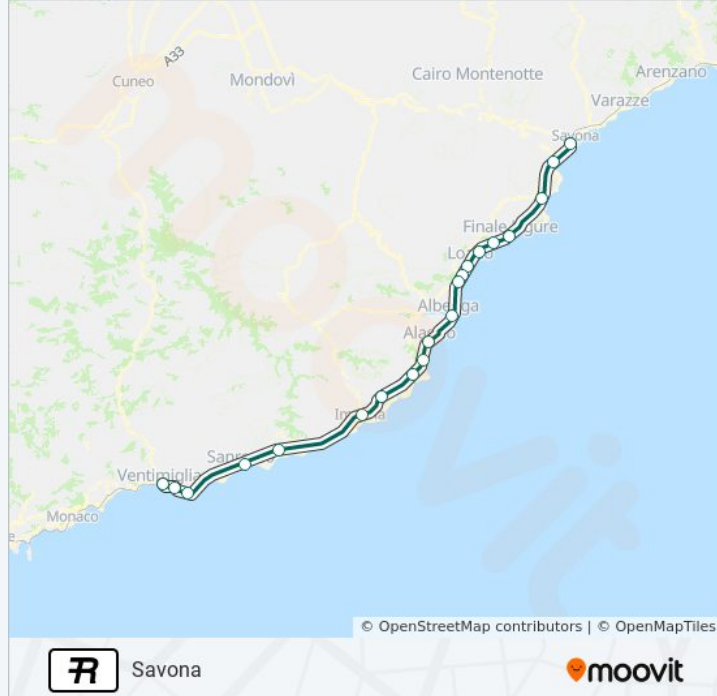 A33
Cuneo
Mondovì
Cairo Montenotte
Arenzano
Varazze
Savona
Finale Ligure
Alassio
Imperia
Ventimiglia
Monaco
moovit
© OpenStreetMap contributors | © OpenMapTiles
R Savona
moovit